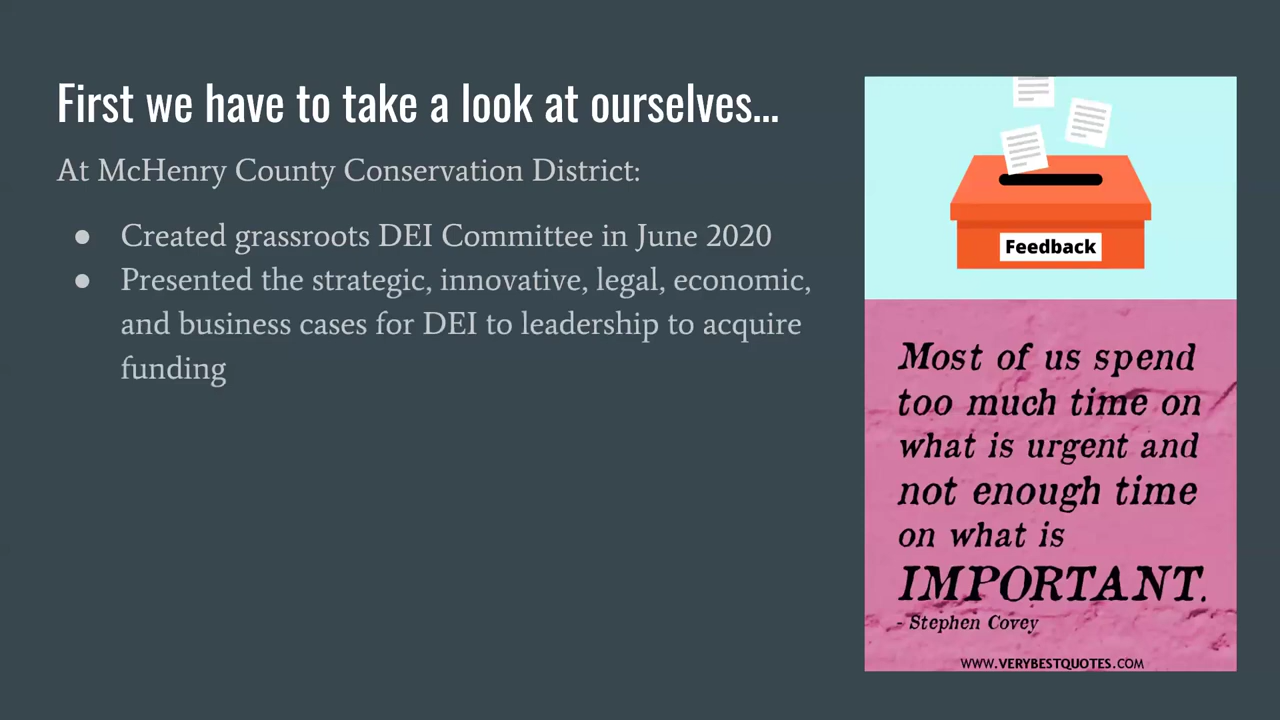 First we have to take a look at ourselves...
At McHenry County Conservation District:
● Created grassroots DEI Committee in June 2020
● Presented the strategic, innovative, legal, economic,
and business cases for DEI to leadership to acquire
funding
Feedback
Most of us spend
too much time on
what is urgent and
not enough time
on what is
IMPORTANT.
- Stephen Covey
WWW.VERYBESTQUOTES.COM